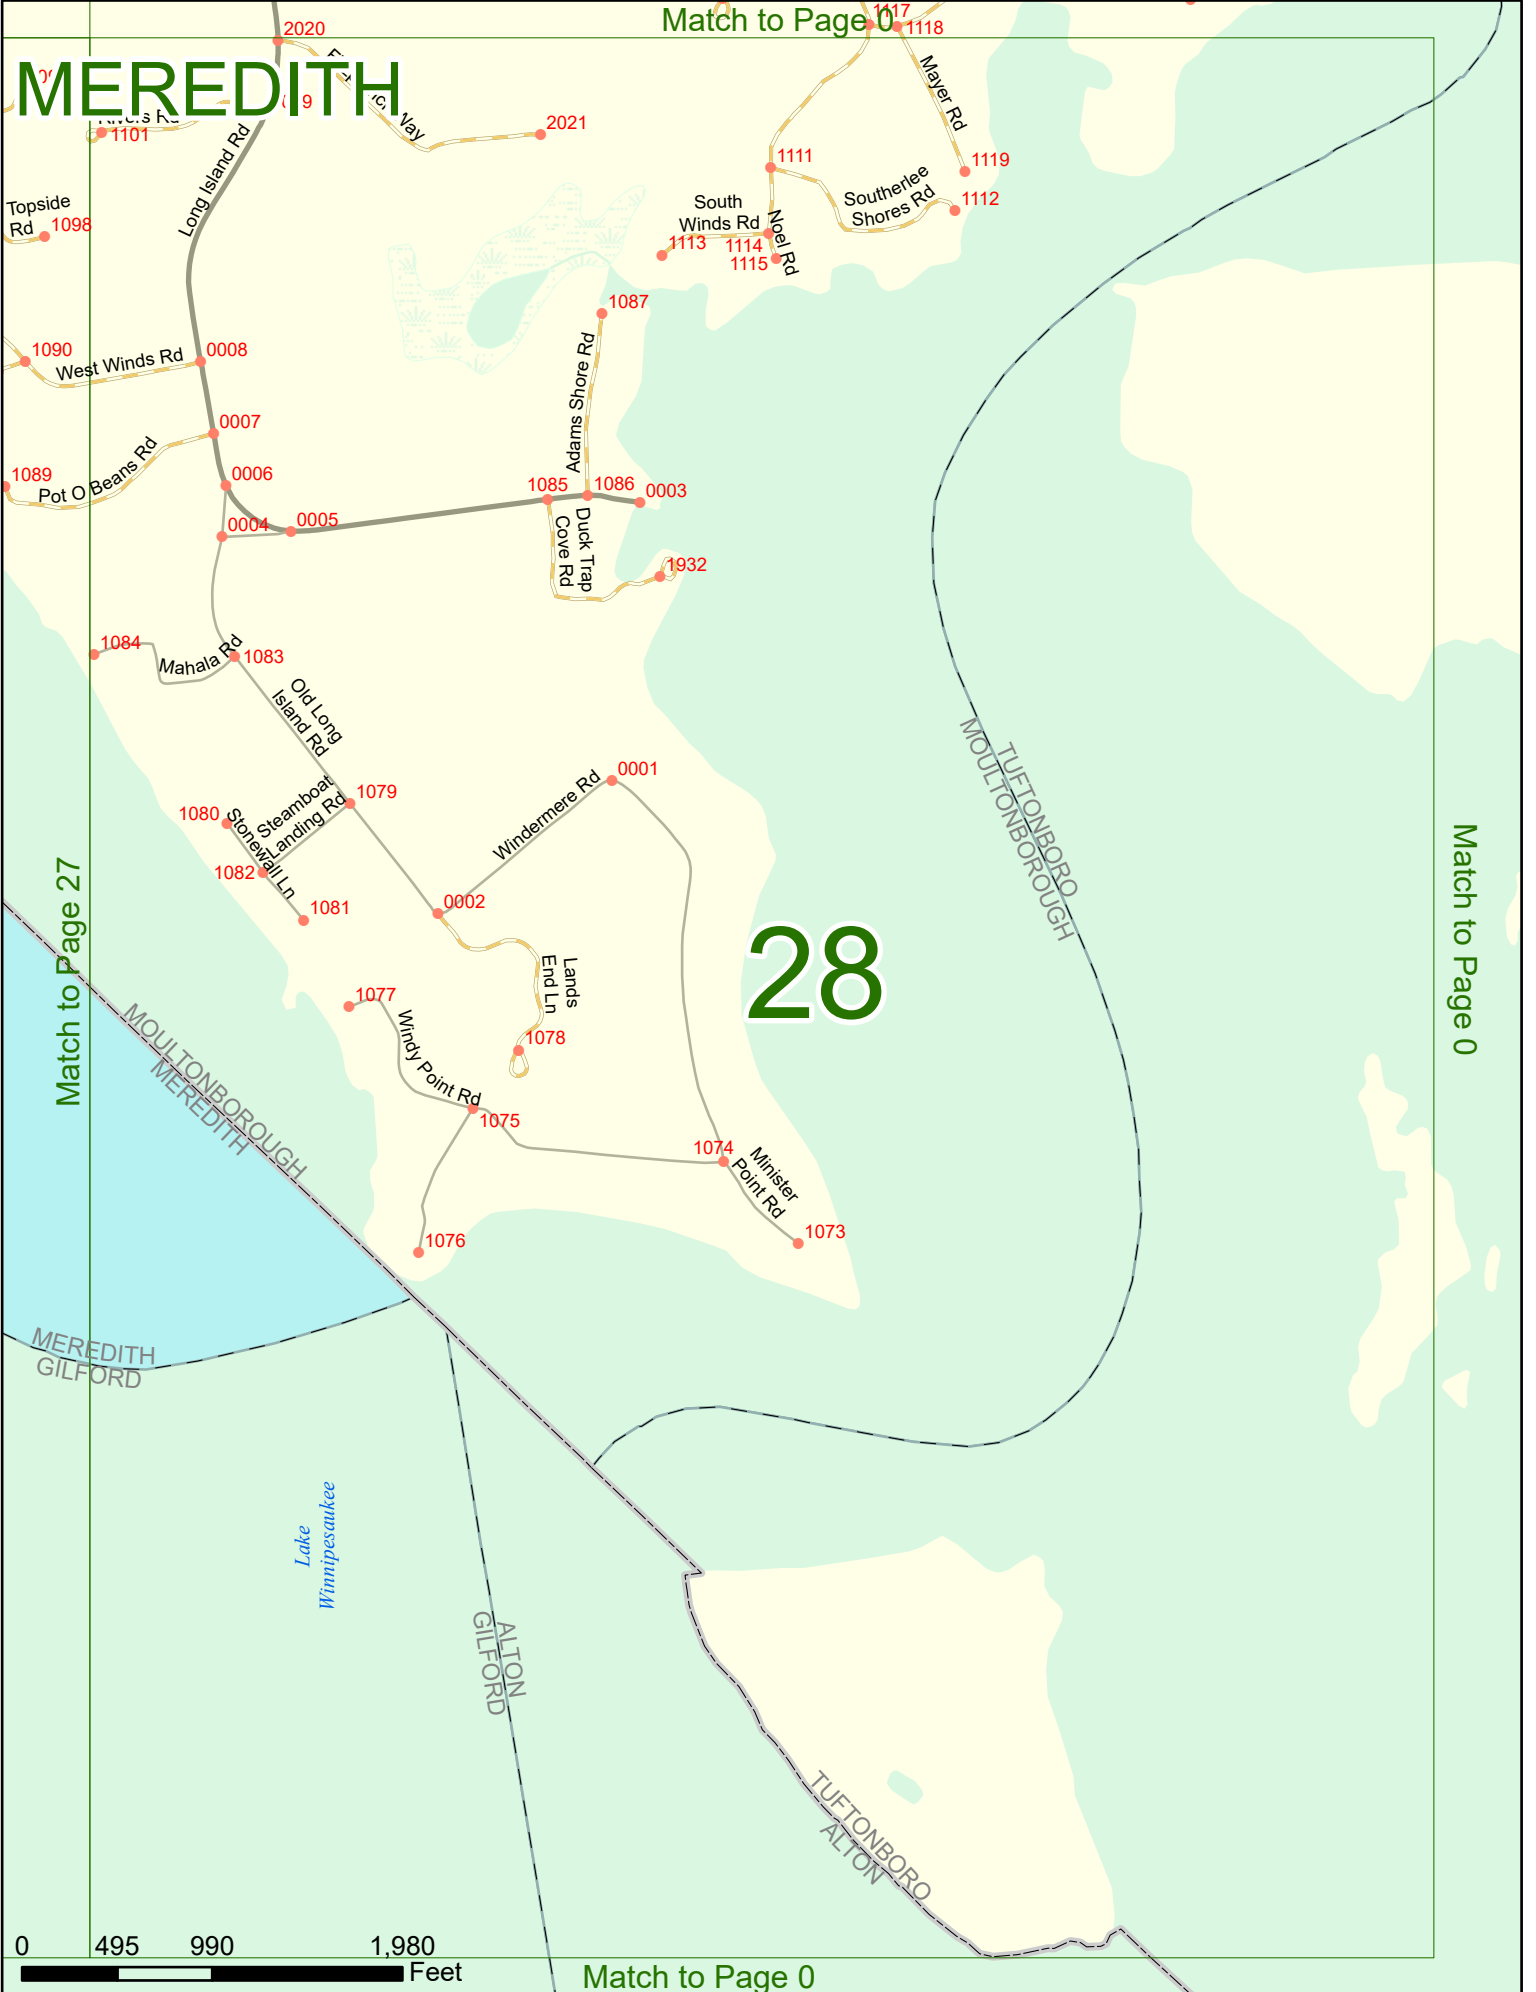 Match to Page 0
1117
1118
2020
MEREDITH
Way
2021
Rivers Rd
1101
Long Island Rd
Mayer Rd
1111
1119
Topside
Rd
1098
South
Winds Rd
Southerlee
Shores Rd
1112
1113
1114
1115
Noel Rd
1087
1090
West Winds Rd
0008
Adams Shore Rd
0007
1089
Pot O Beans Rd
0006
1085
1086
0003
0004
0005
Duck Trap
Cove Rd
1932
1084
Mahala Rd
1083
Old Long
Island Rd
TUFTONBORO
MOULTONBOROUGH
0001
1079
1080
Steamboat
Landing Rd
Stonewall Ln
Windermere Rd
1082
1081
0002
Match to Page 27
Match to Page 0
28
Lands
End Ln
1077
1078
Windy Point Rd
MOULTONBOROUGH
MEREDITH
1075
1074
Minister
Point Rd
1076
1073
MEREDITH
GILFORD
Lake
Winnipesaukee
ALTON
GILFORD
TUFTONBORO
ALTON
0 495 990 1,980
Feet
Match to Page 0